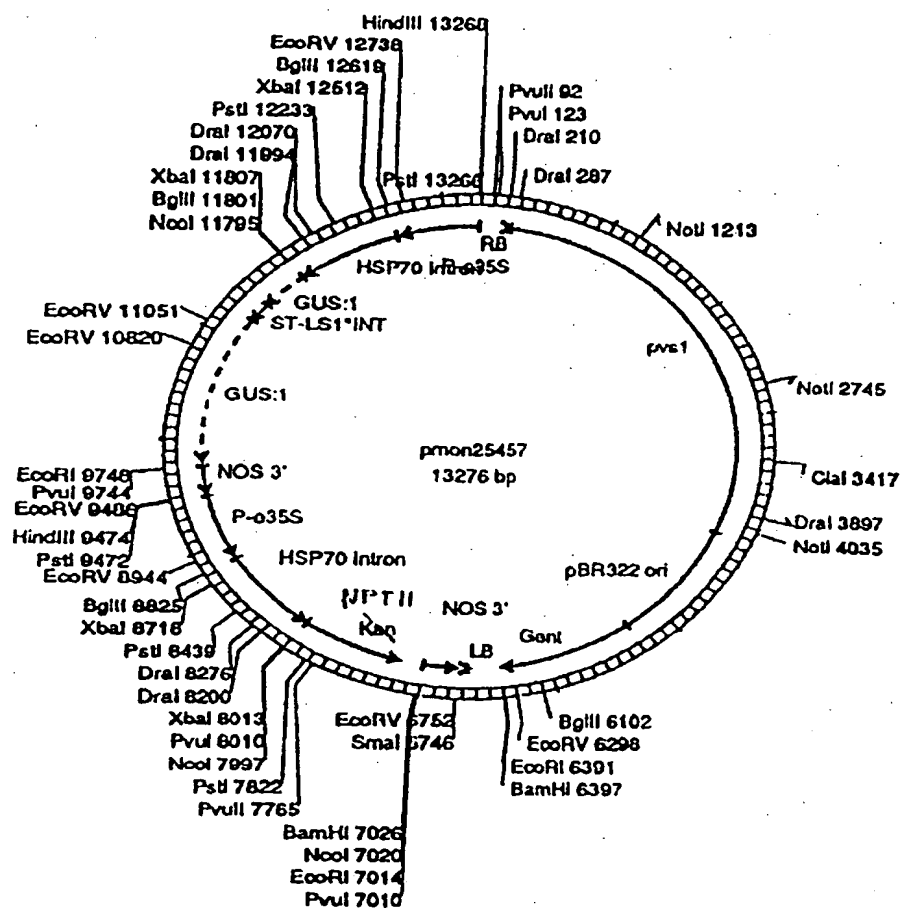 HindIII 13260
EcoRV 12738
BglII 12619
XbaI 12512
PstI 12233
DraI 12070
DraI 11994
XbaI 11807
BglII 11801
NcoI 11795
PstI 13266
PvuII 92
PvuI 123
DraI 210
DraI 287
NotI 1213
RB
P-e35S
HSP70 intron
GUS:1
ST-LS1"INT
EcoRV 11051
EcoRV 10820
pvs1
GUS:1
NotI 2745
pmon25457
13276 bp
ClaI 3417
NOS 3'
EcoRI 9748
PvuI 9744
EcoRV 9486
HindIII 9474
PstI 9472
EcoRV 8944
P-e35S
DraI 3897
NotI 4035
HSP70 intron
pBR322 ori
NPT II
Kan
NOS 3'
LB
Gent
BglII 8825
XbaI 8718
PstI 8439
DraI 8276
DraI 8200
XbaI 8013
PvuI 8010
NcoI 7997
PstI 7822
PvuII 7765
EcoRV 6752
SmaI 6746
BglII 6102
EcoRV 6298
EcoRI 6391
BamHI 6397
BamHI 7026
NcoI 7020
EcoRI 7014
PvuI 7010